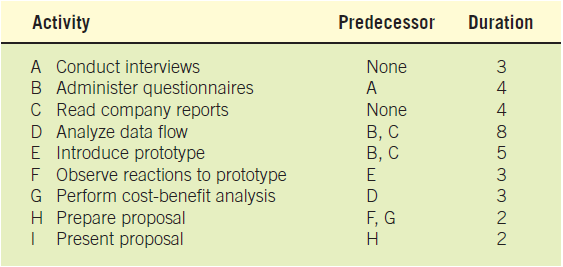 Activity Predecessor Duration
A Conduct interviews None 3
B Administer questionnaires A 4
C Read company reports None 4
D Analyze data flow B, C 8
E Introduce prototype B, C 5
F Observe reactions to prototype E 3
G Perform cost-benefit analysis D 3
H Prepare proposal F, G 2
I Present proposal H 2